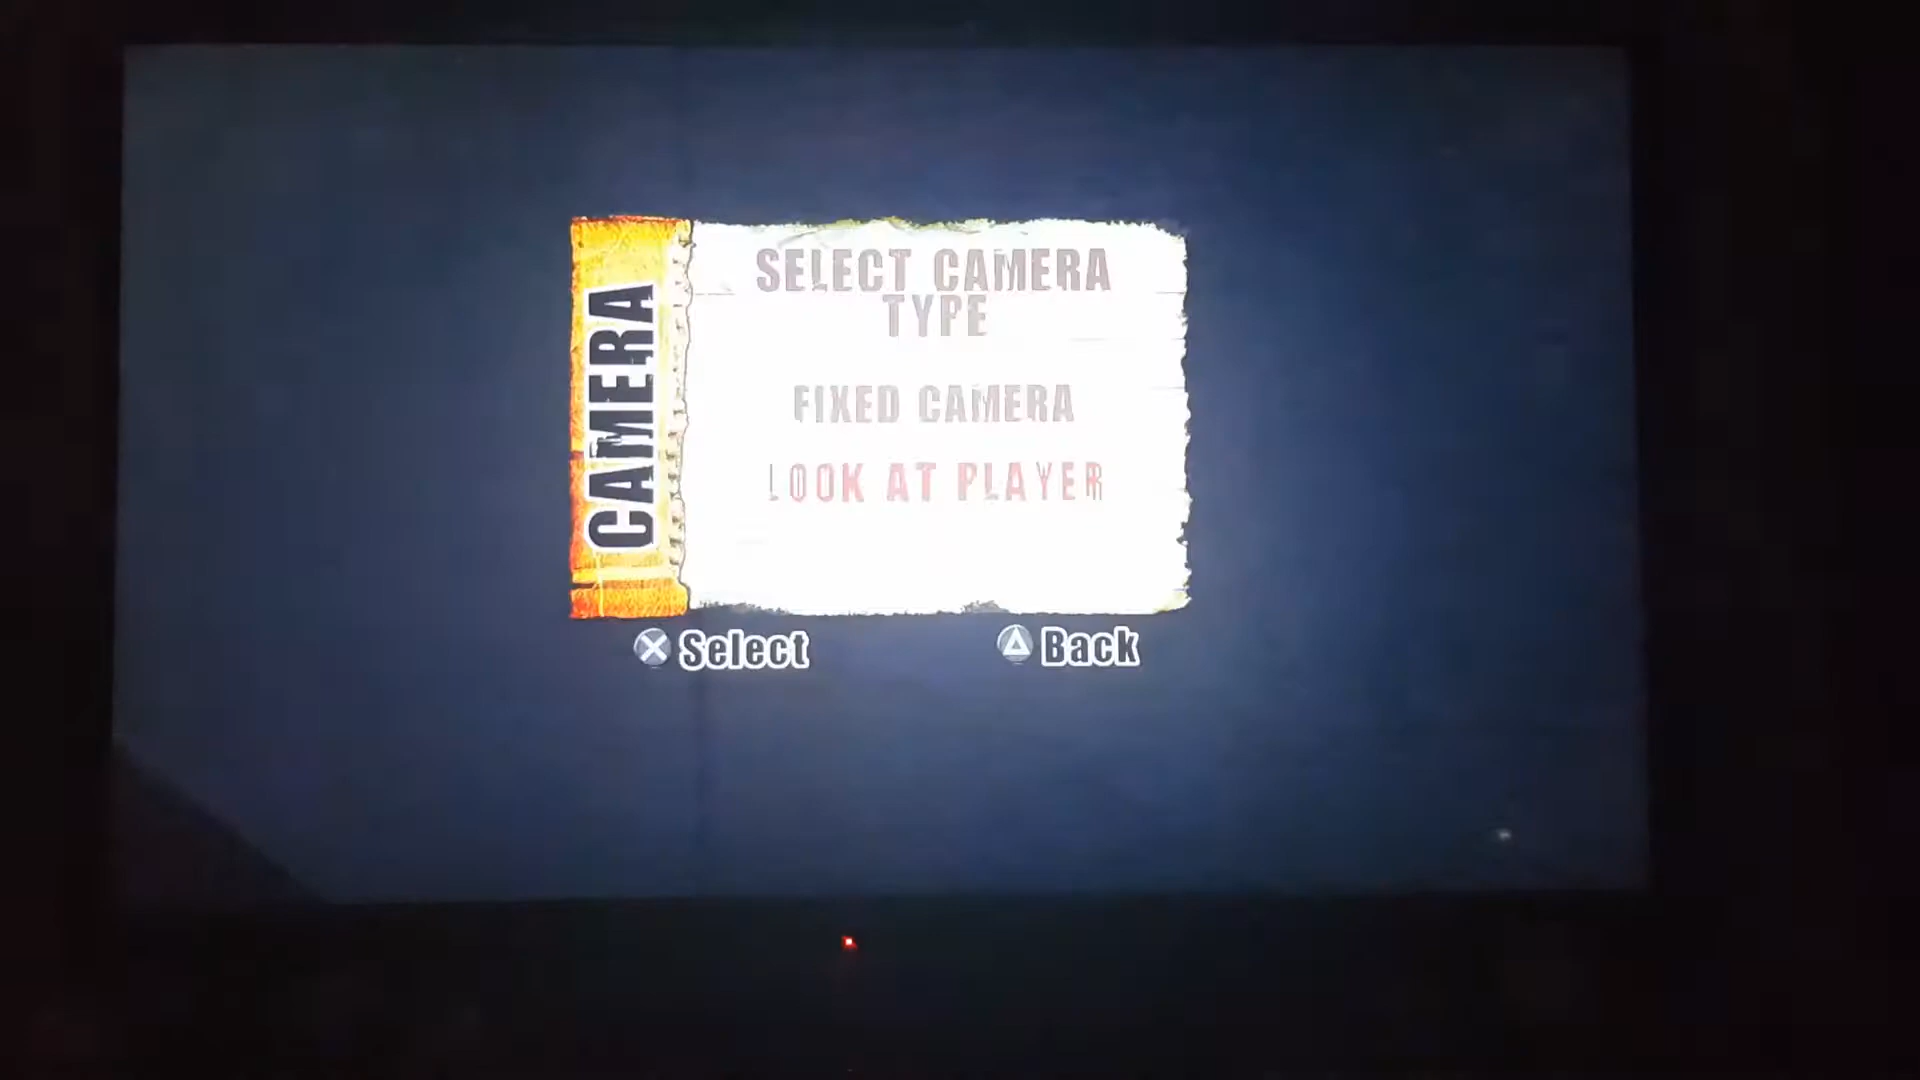 CAMERA
SELECT CAMERA
TYPE
FIXED CAMERA
LOOK AT PLAYER
Select
Back